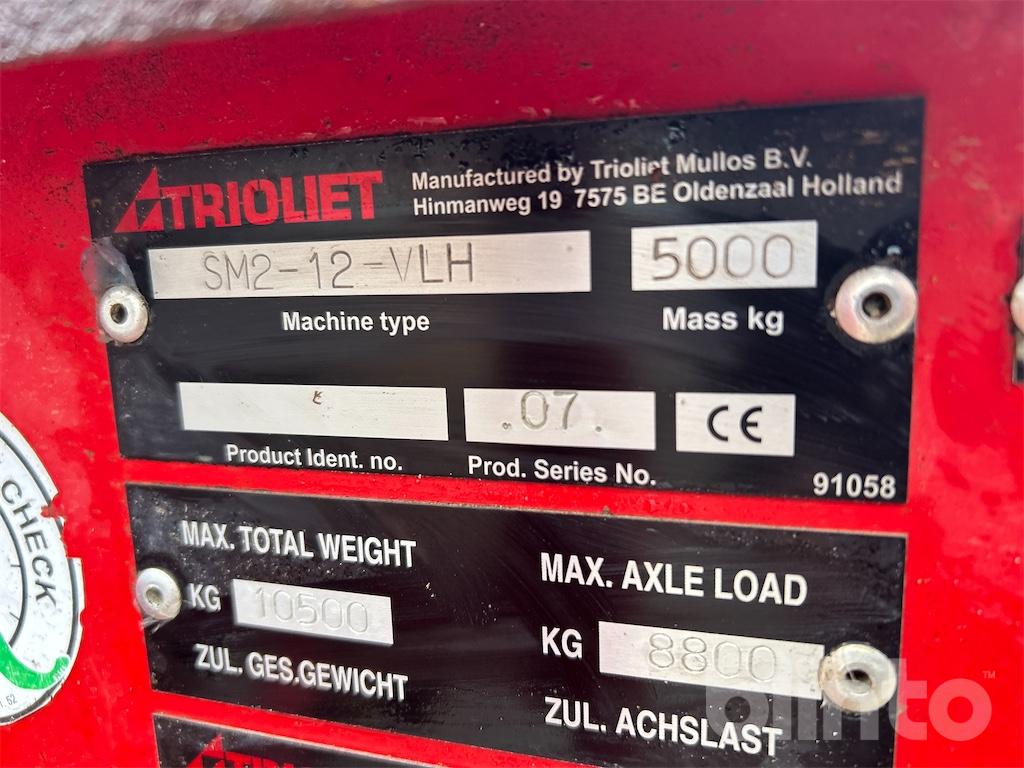 TRIOLIET
Manufactured by Trioliet Mullos B.V.
Hinmanweg 19 7575 BE Oldenzaal Holland
SM2-12-VLH
5000
Machine type
Mass kg
.07.
CE
Product Ident. no.
Prod. Series No.
91058
CHECK
MAX. TOTAL WEIGHT
KG 10500
ZUL. GES.GEWICHT
MAX. AXLE LOAD
KG 8800
ZUL. ACHSLAST
TRIOLIET
blinto™